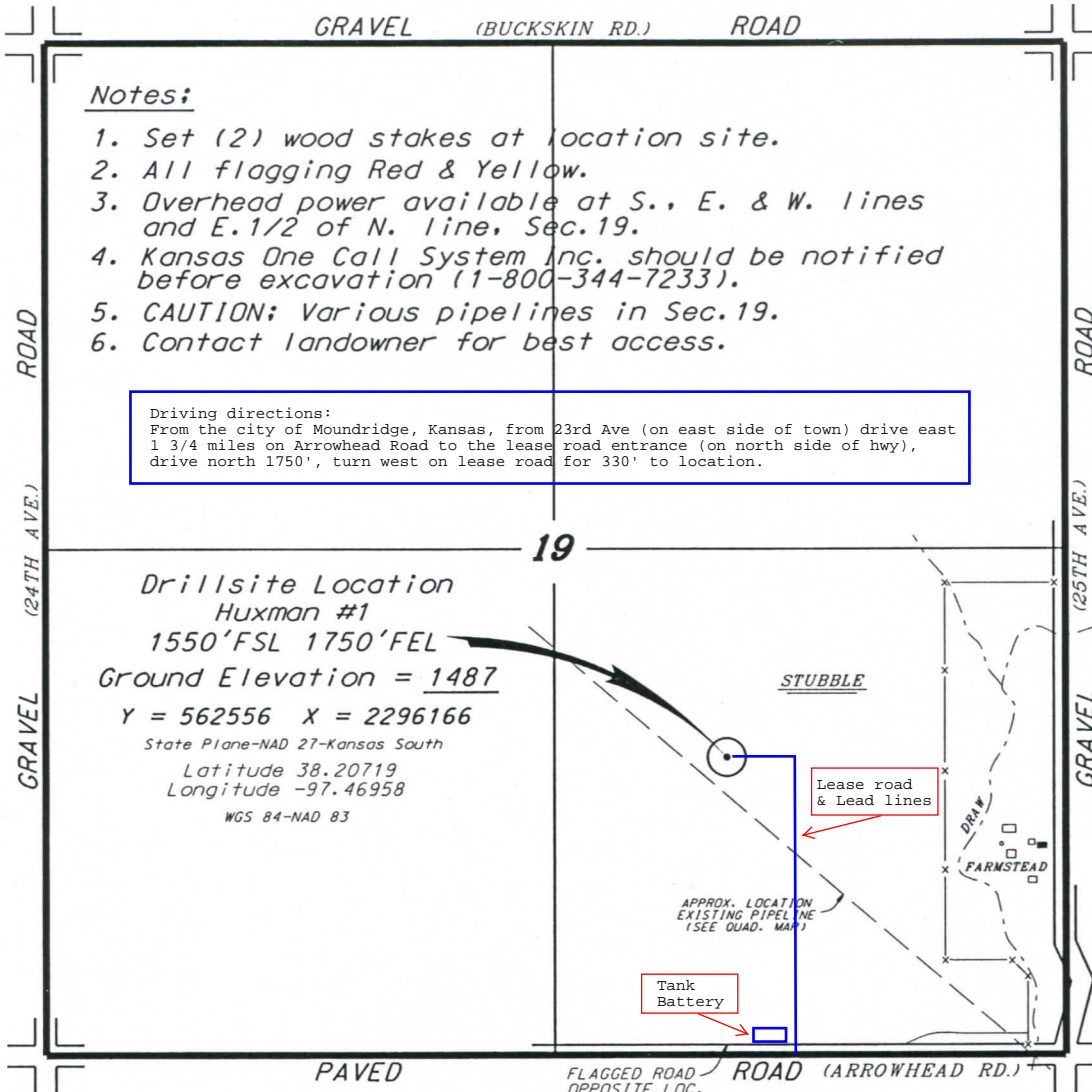 GRAVEL (BUCKSKIN RD.) ROAD
Notes:
1. Set (2) wood stakes at location site.
2. All flagging Red & Yellow.
3. Overhead power available at S., E. & W. lines
and E.1/2 of N. line, Sec.19.
4. Kansas One Call System Inc. should be notified
before excavation (1-800-344-7233).
5. CAUTION: Various pipelines in Sec.19.
6. Contact landowner for best access.
Driving directions:
From the city of Moundridge, Kansas, from 23rd Ave (on east side of town) drive east
1 3/4 miles on Arrowhead Road to the lease road entrance (on north side of hwy),
drive north 1750', turn west on lease road for 330' to location.
GRAVEL (24TH AVE.) ROAD
GRAVEL (25TH AVE.) ROAD
19
Drillsite Location
Huxman #1
1550'FSL 1750'FEL
Ground Elevation = 1487
Y = 562556 X = 2296166
State Plane-NAD 27-Kansas South
Latitude 38.20719
Longitude -97.46958
WGS 84-NAD 83
STUBBLE
Lease road
& Lead lines
DRAW
FARMSTEAD
APPROX. LOCATION
EXISTING PIPELINE
(SEE QUAD. MAP)
Tank
Battery
PAVED ROAD (ARROWHEAD RD.)
FLAGGED ROAD
OPPOSITE LOC.